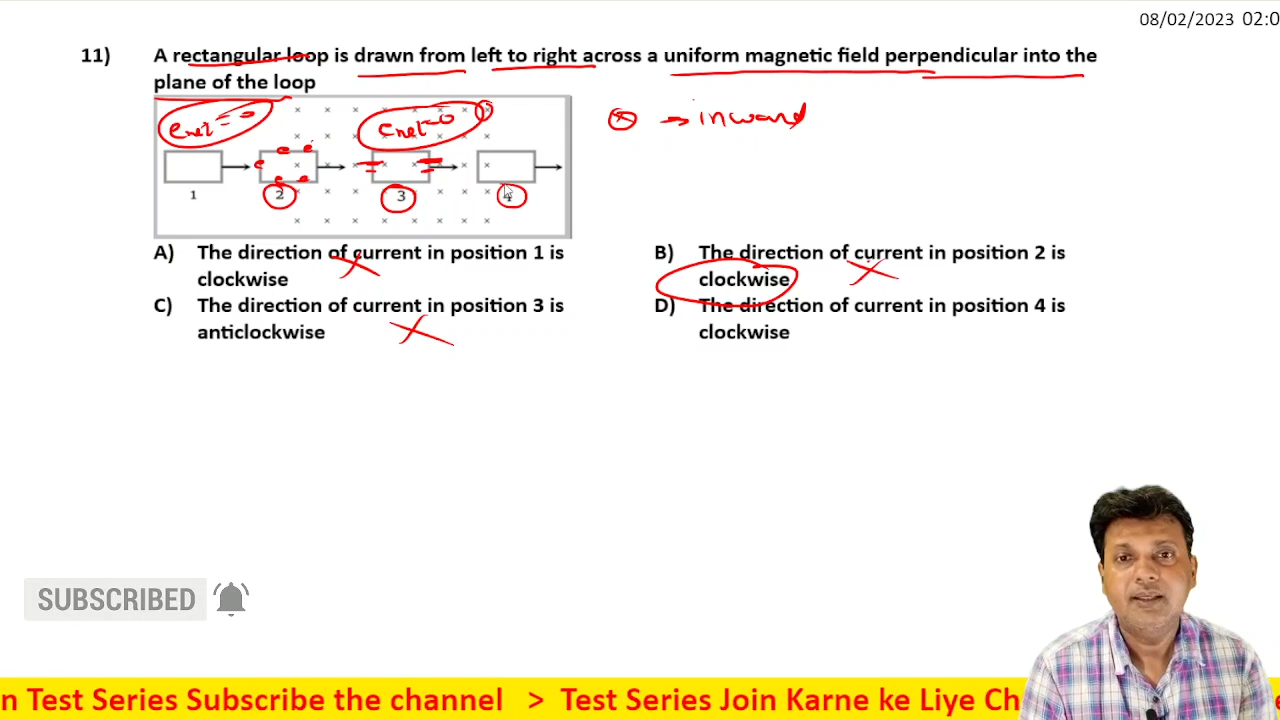 08/02/2023 02:0
11) A rectangular loop is drawn from left to right across a uniform magnetic field perpendicular into the
plane of the loop
enet=0
enet=0
→ inward
1 2 3 4
A) The direction of current in position 1 is
clockwise
B) The direction of current in position 2 is
clockwise
C) The direction of current in position 3 is
anticlockwise
D) The direction of current in position 4 is
clockwise
SUBSCRIBED
n Test Series Subscribe the channel > Test Series Join Karne ke Liye Ch